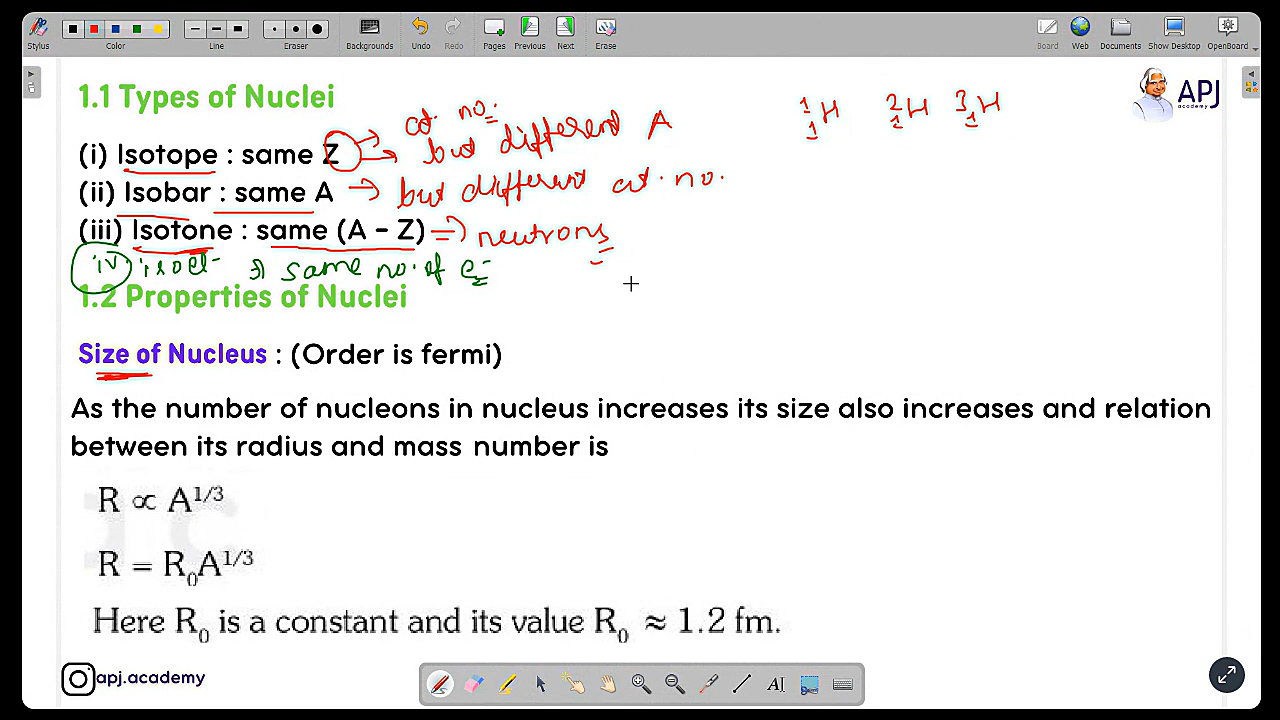 Stylus
Color
Line
Eraser
Backgrounds
Undo
Redo
Pages
Previous
Next
Erase
Board
Web
Documents
Show Desktop
OpenBoard
1.1 Types of Nuclei
APJ
academy
at. no.
¹₁H ²₁H ³₁H
(i) Isotope : same Z but different A
(ii) Isobar : same A → but different at. no.
(iii) Isotone : same (A – Z) ⇒ neutrons
iv) isoel- ⇒ same no. of e⁻
1.2 Properties of Nuclei
Size of Nucleus : (Order is fermi)
As the number of nucleons in nucleus increases its size also increases and relation
between its radius and mass number is
R ∝ A^1/3
R = R₀A^1/3
Here R₀ is a constant and its value R₀ ≈ 1.2 fm.
apj.academy